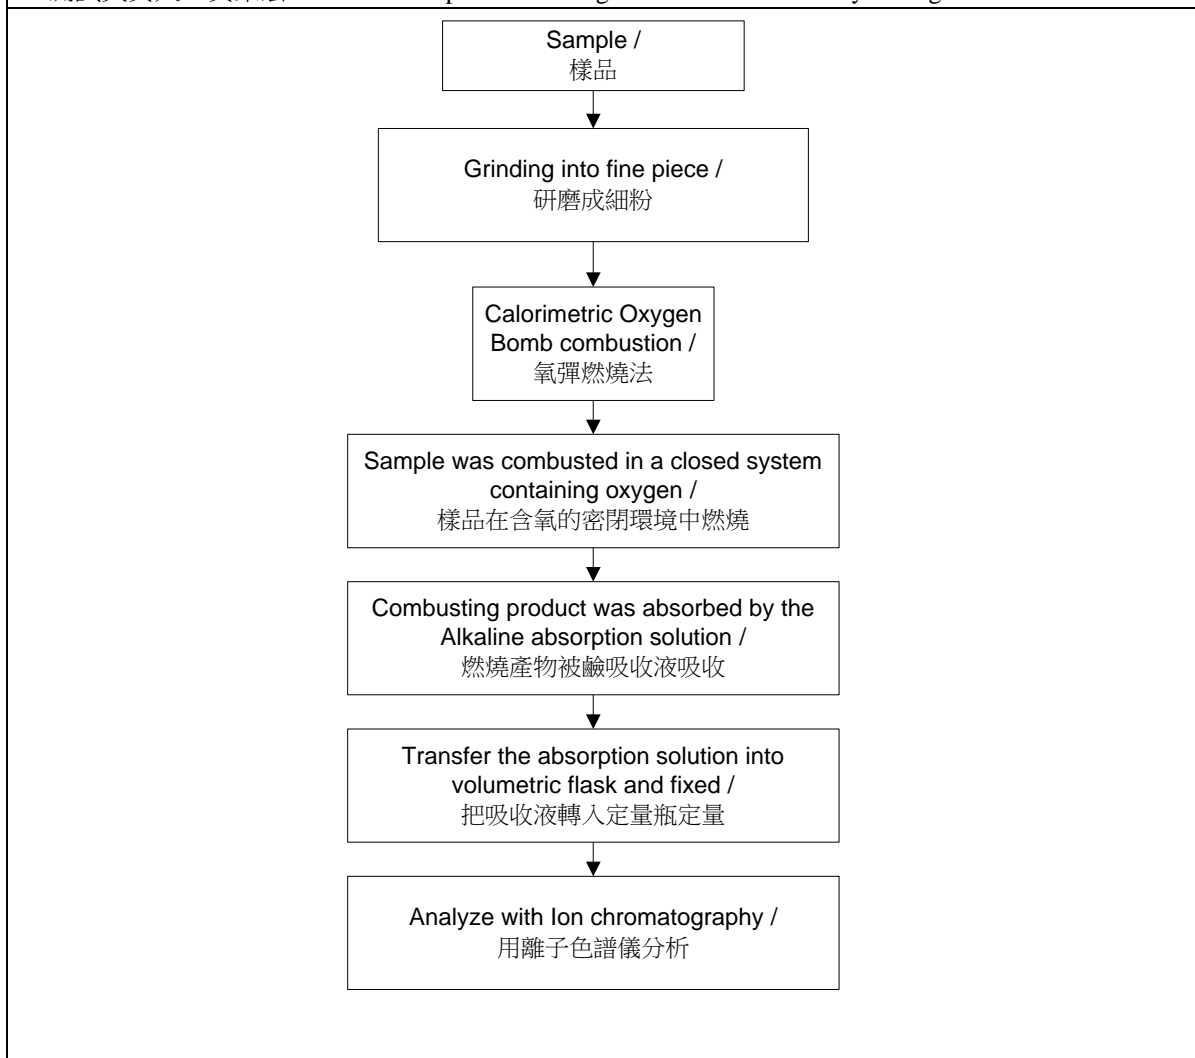 Sample /
樣品
Grinding into fine piece /
研磨成細粉
Calorimetric Oxygen
Bomb combustion /
氧彈燃燒法
Sample was combusted in a closed system
containing oxygen /
樣品在含氧的密閉環境中燃燒
Combusting product was absorbed by the
Alkaline absorption solution /
燃燒產物被鹼吸收液吸收
Transfer the absorption solution into
volumetric flask and fixed /
把吸收液轉入定量瓶定量
Analyze with Ion chromatography /
用離子色譜儀分析